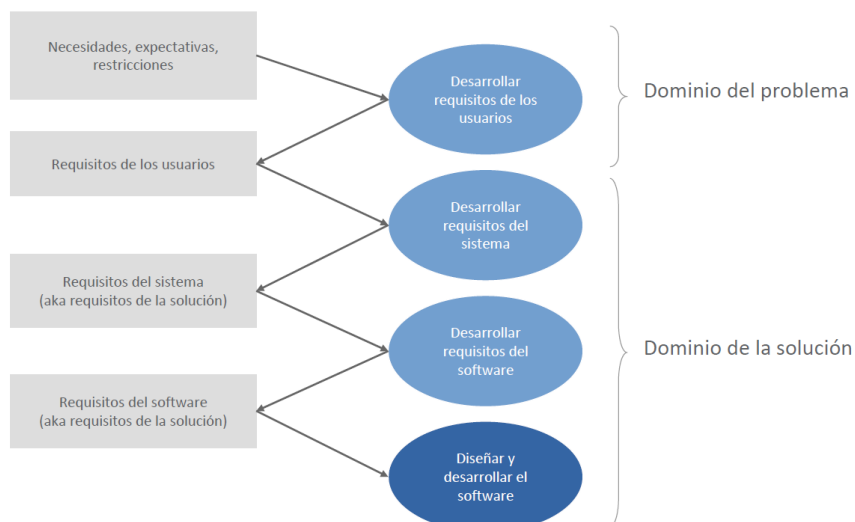 Necesidades, expectativas,
restricciones
Desarrollar
requisitos de los
usuarios
Dominio del problema
Requisitos de los usuarios
Desarrollar
requisitos del
sistema
Requisitos del sistema
(aka requisitos de la solución)
Desarrollar
requisitos del
software
Dominio de la solución
Requisitos del software
(aka requisitos de la solución)
Diseñar y
desarrollar el
software